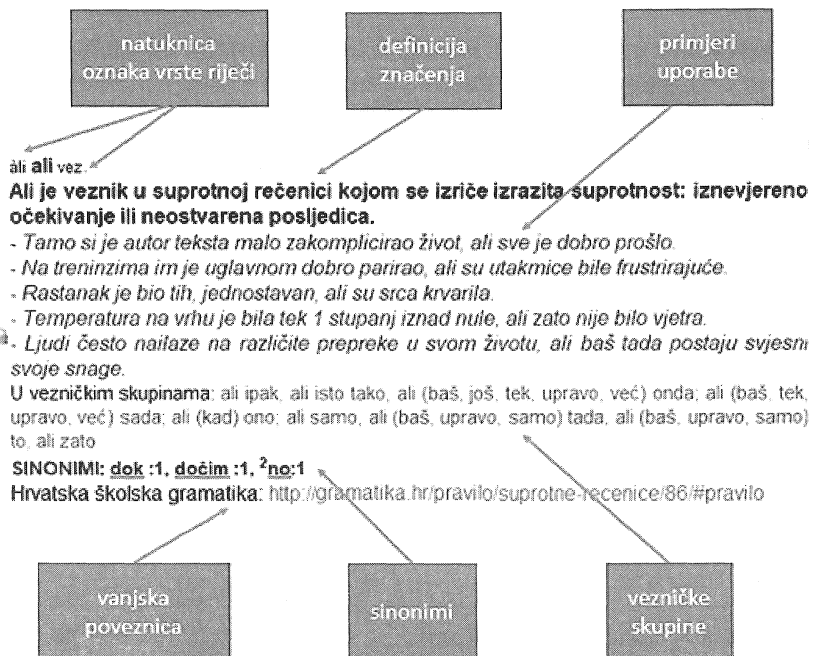 natuknica
oznaka vrste riječi
definicija
značenja
primjeri
uporabe
àli ali vez.
Ali je veznik u suprotnoj rečenici kojom se izriče izrazita suprotnost: iznevjereno
očekivanje ili neostvarena posljedica.
- Tamo si je autor teksta malo zakomplicirao život, ali sve je dobro prošlo.
- Na treninzima im je uglavnom dobro parirao, ali su utakmice bile frustrirajuće.
- Rastanak je bio tih, jednostavan, ali su srca krvarila.
- Temperatura na vrhu je bila tek 1 stupanj iznad nule, ali zato nije bilo vjetra.
- Ljudi često nailaze na različite prepreke u svom životu, ali baš tada postaju svjesni
svoje snage.
U vezničkim skupinama: ali ipak, ali isto tako, ali (baš, još, tek, upravo, već) onda; ali (baš, tek,
upravo, već) sada; ali (kad) ono; ali samo, ali (baš, upravo, samo) tada, ali (baš, upravo, samo)
to, ali zato
SINONIMI: dok :1, dočim :1, ²no:1
Hrvatska školska gramatika: http://gramatika.hr/pravilo/suprotne-recenice/86/#pravilo
vanjska
poveznica
sinonimi
vezničke
skupine